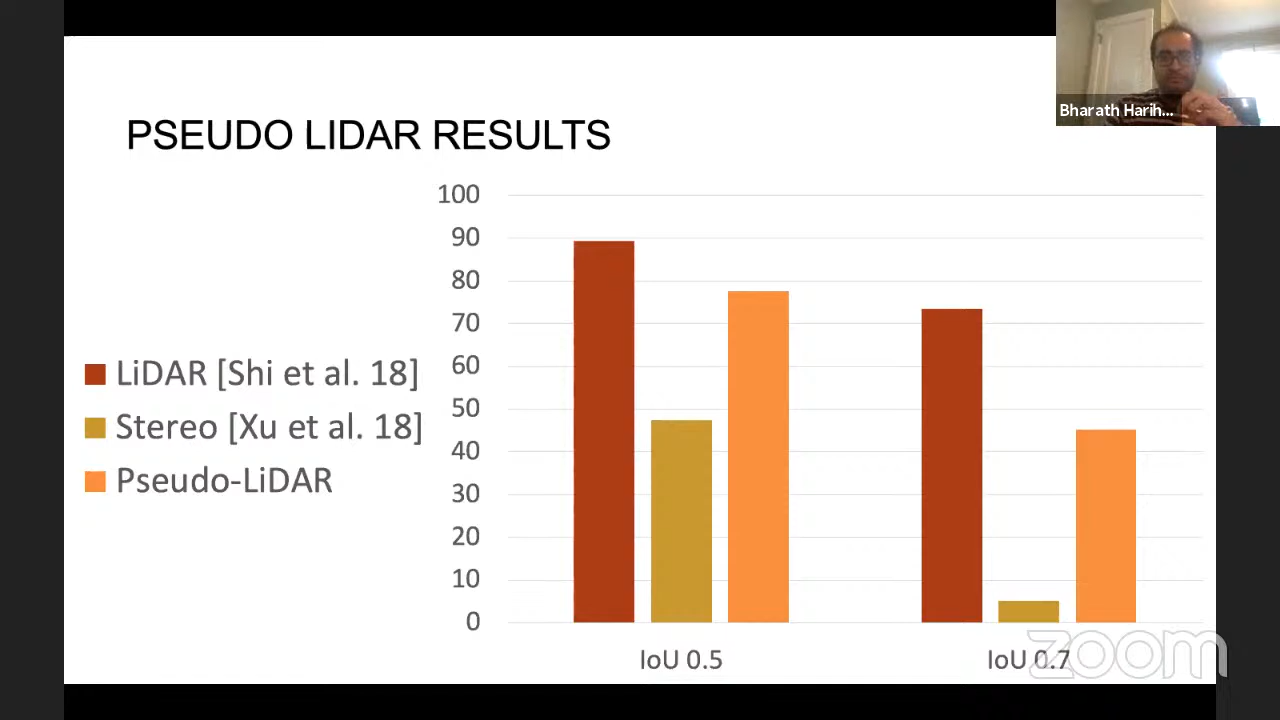 Bharath Harih...
PSEUDO LIDAR RESULTS
100
90
80
70
60
50
40
30
20
10
0
LiDAR [Shi et al. 18]
Stereo [Xu et al. 18]
Pseudo-LiDAR
IoU 0.5
IoU 0.7
zoom